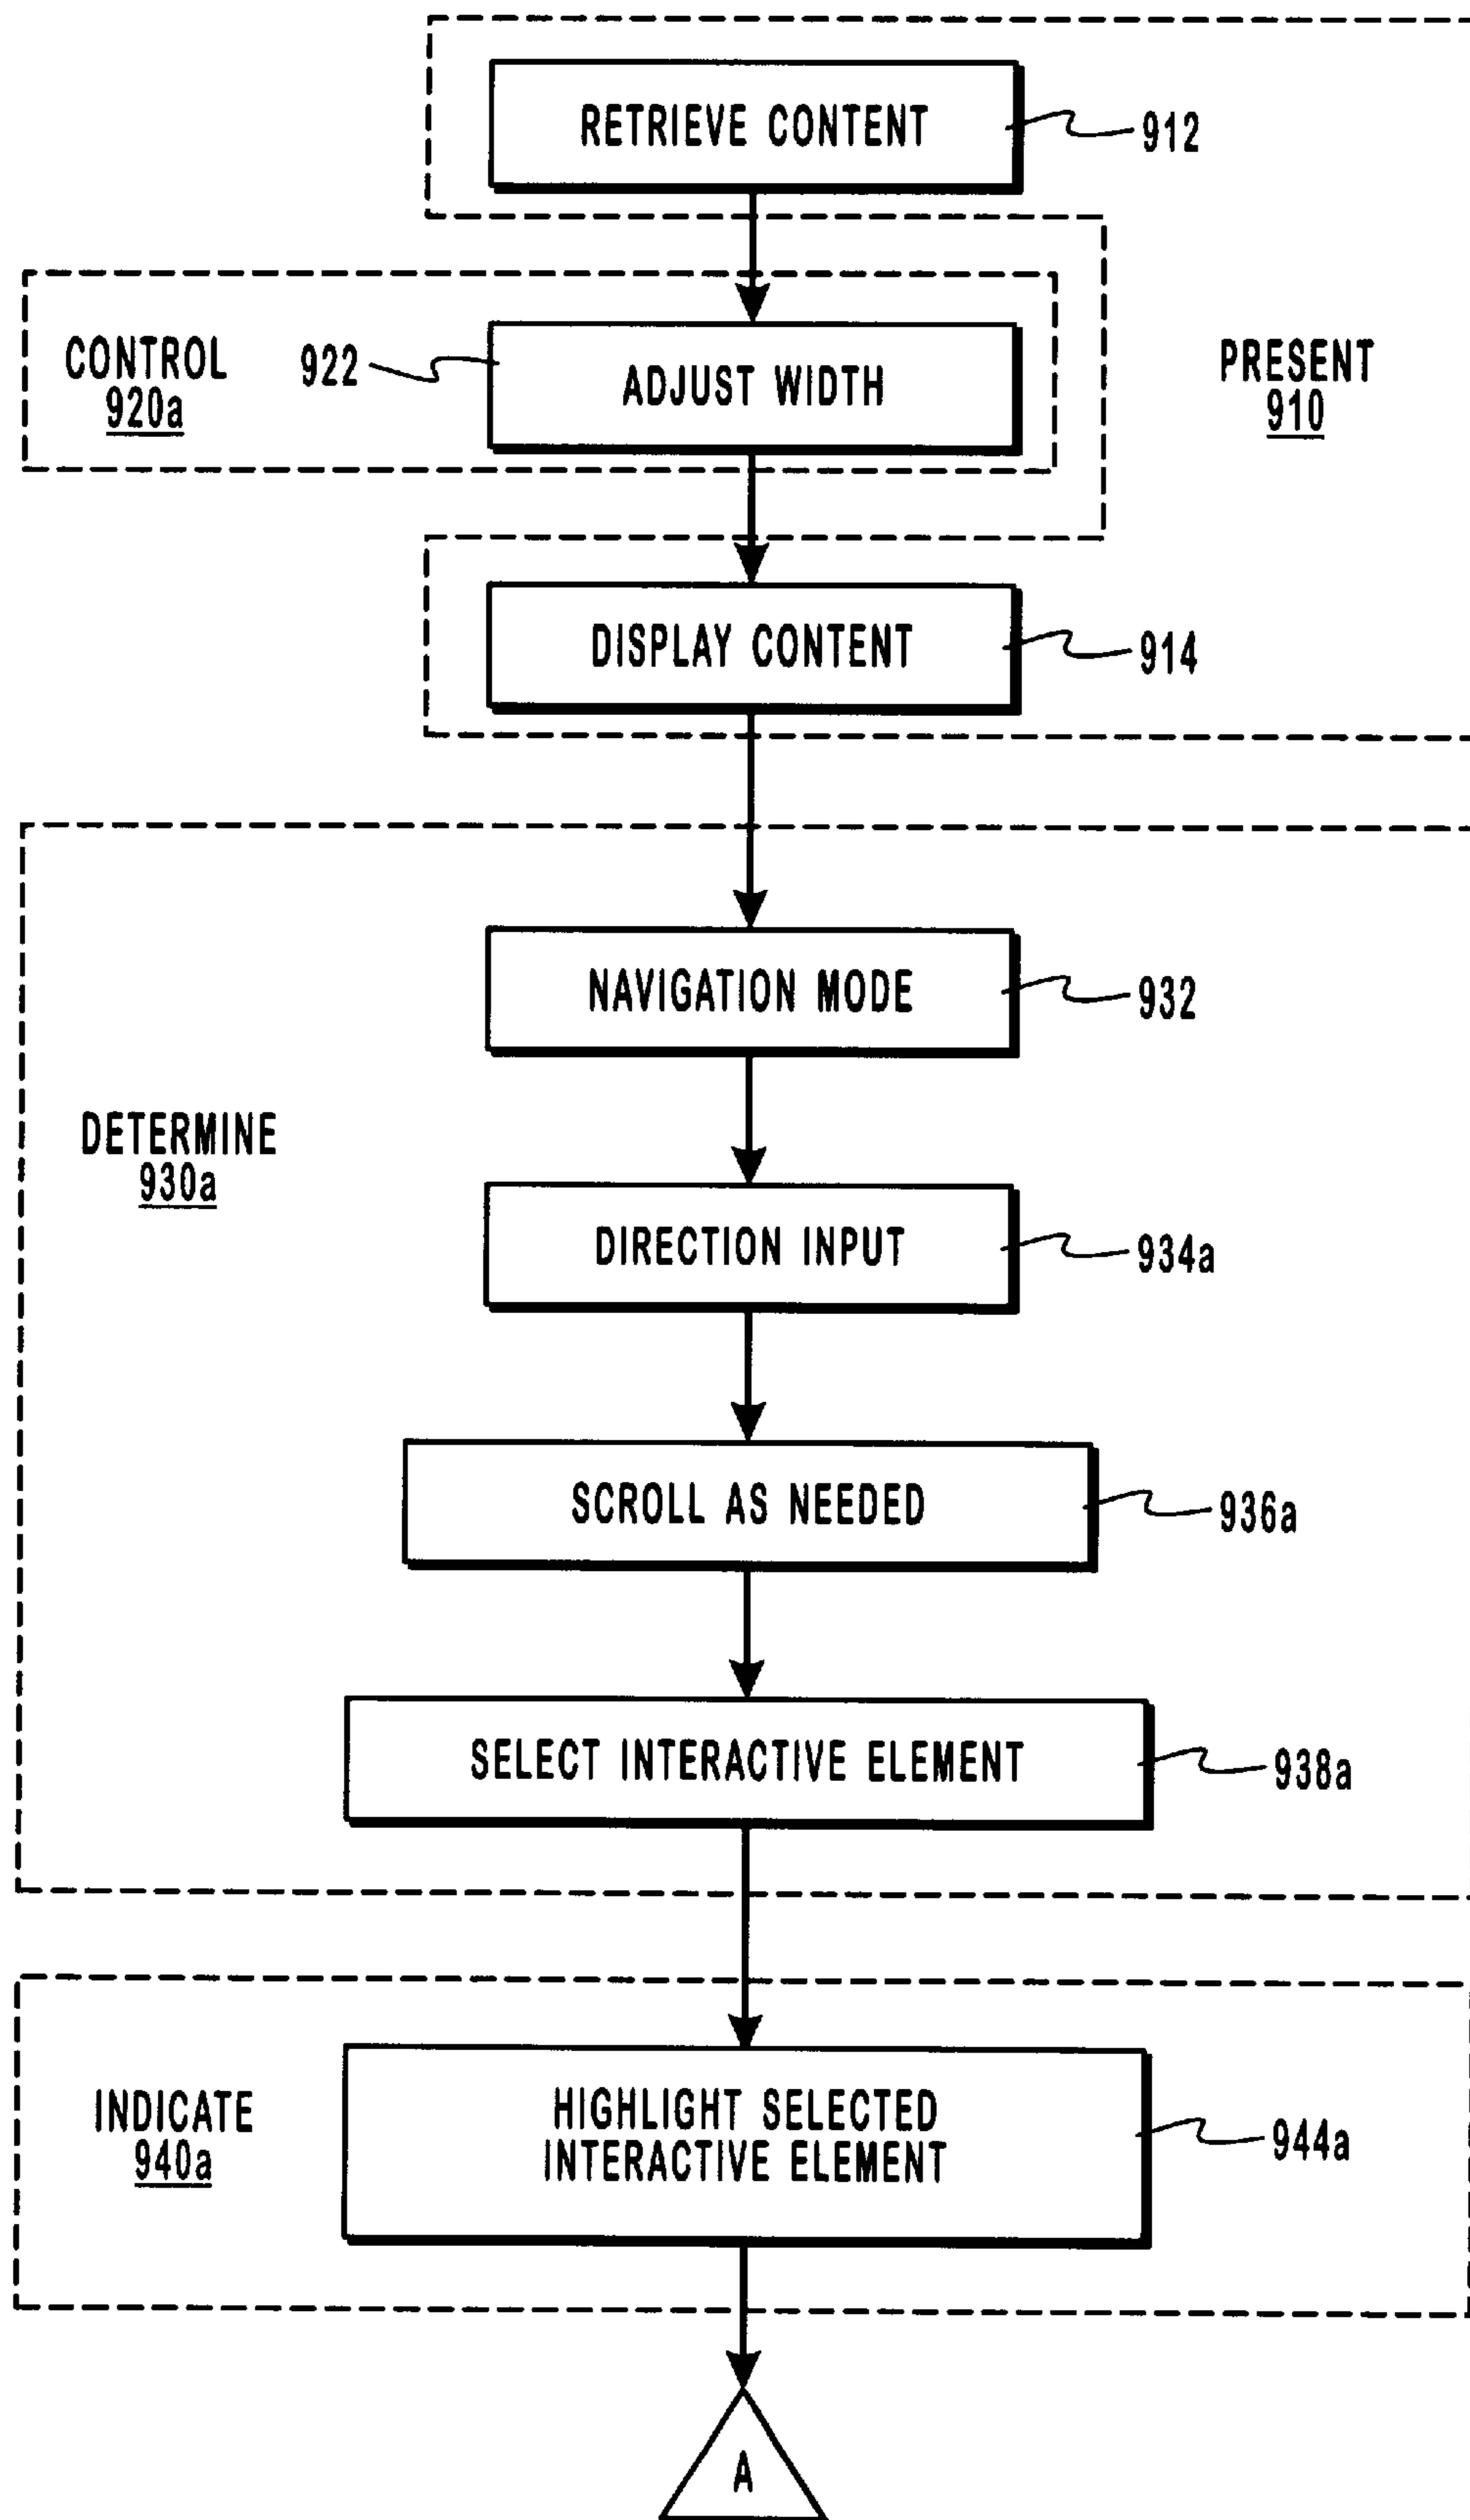 RETRIEVE CONTENT
912
CONTROL
920a
922
ADJUST WIDTH
PRESENT
910
DISPLAY CONTENT
914
NAVIGATION MODE
932
DETERMINE
930a
DIRECTION INPUT
934a
SCROLL AS NEEDED
936a
SELECT INTERACTIVE ELEMENT
938a
INDICATE
940a
HIGHLIGHT SELECTED
INTERACTIVE ELEMENT
944a
A